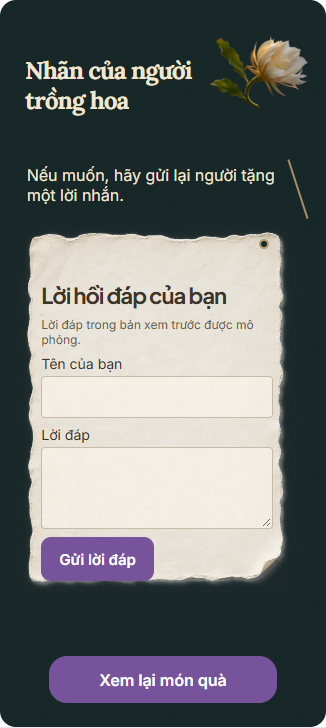 Nhãn của người
trồng hoa
Nếu muốn, hãy gửi lại người tặng
một lời nhắn.
Lời hồi đáp của bạn
Lời đáp trong bản xem trước được mô
phỏng.
Tên của bạn
Lời đáp
Gửi lời đáp
Xem lại món quà